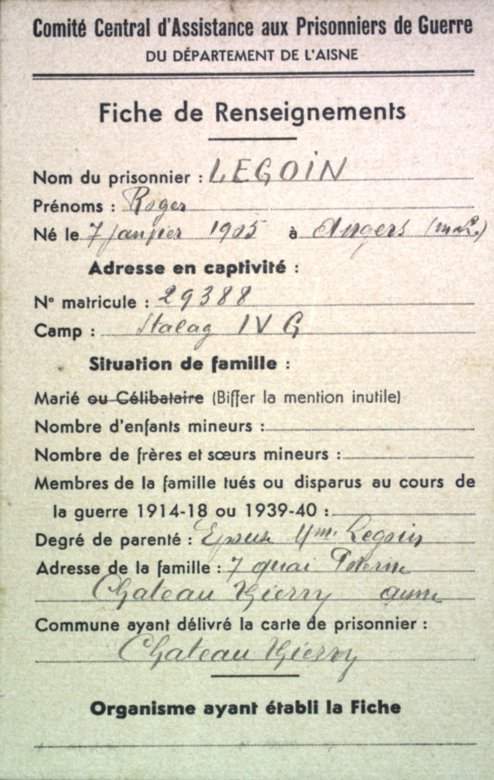 Comité Central d'Assistance aux Prisonniers de Guerre
DU DÉPARTEMENT DE L'AISNE
Fiche de Renseignements
Nom du prisonnier : LEGOIN
Prénoms : Roger
Né le 7 janvier 1905 à Angers (M.L.)
Adresse en captivité :
N° matricule : 29388
Camp : Stalag IV G
Situation de famille :
Marié ou Célibataire (Biffer la mention inutile)
Nombre d'enfants mineurs :
Nombre de frères et sœurs mineurs :
Membres de la famille tués ou disparus au cours de
la guerre 1914-18 ou 1939-40 :
Degré de parenté : Epouse Mme Legoin
Adresse de la famille : 7 quai
Chateau Thierry Aisne
Commune ayant délivré la carte de prisonnier :
Chateau Thierry
Organisme ayant établi la Fiche